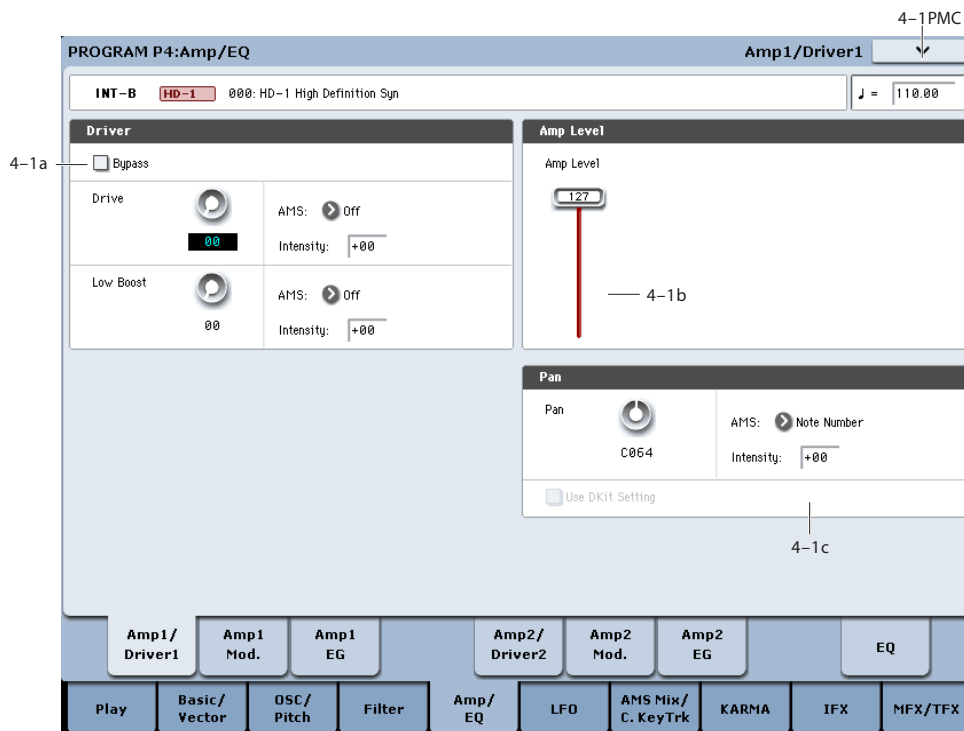 4–1PMC
PROGRAM P4:Amp/EQ
Amp1/Driver1
INT–B
HD–1
000: HD–1 High Definition Syn
♩ = 110.00
Driver
4–1a
Bypass
Drive
00
AMS: Off
Intensity: +00
Low Boost
00
AMS: Off
Intensity: +00
Amp Level
Amp Level
127
4–1b
Pan
Pan
C064
AMS: Note Number
Intensity: +00
Use DKit Setting
4–1c
Amp1/
Driver1
Amp1
Mod.
Amp1
EG
Amp2/
Driver2
Amp2
Mod.
Amp2
EG
EQ
Play
Basic/
Vector
OSC/
Pitch
Filter
Amp/
EQ
LFO
AMS Mix/
C. KeyTrk
KARMA
IFX
MFX/TFX